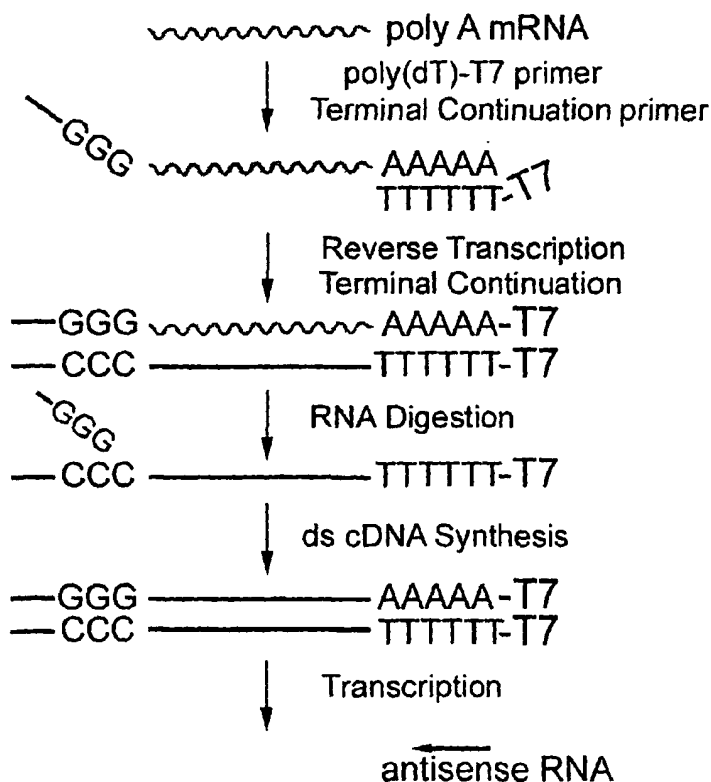 poly A mRNA
poly(dT)-T7 primer
Terminal Continuation primer
GGG
AAAAA
TTTTTT-T7
Reverse Transcription
Terminal Continuation
GGG AAAAA-T7
CCC TTTTTT-T7
GGG
RNA Digestion
CCC TTTTTT-T7
ds cDNA Synthesis
GGG AAAAA-T7
CCC TTTTTT-T7
Transcription
antisense RNA